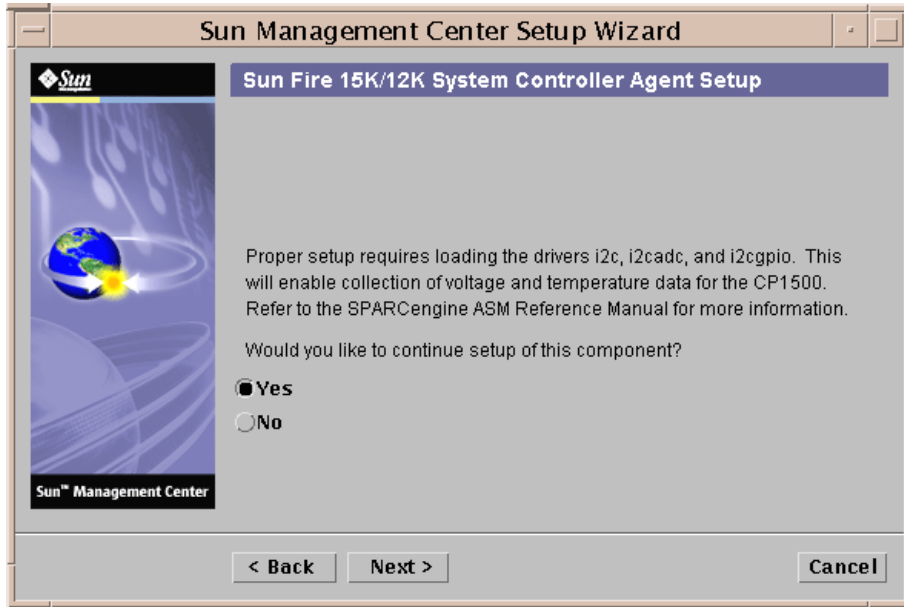 Sun Management Center Setup Wizard
Sun
Sun Fire 15K/12K System Controller Agent Setup
Proper setup requires loading the drivers i2c, i2cadc, and i2cgpio. This
will enable collection of voltage and temperature data for the CP1500.
Refer to the SPARCengine ASM Reference Manual for more information.
Would you like to continue setup of this component?
Yes
No
Sun™ Management Center
< Back
Next >
Cancel